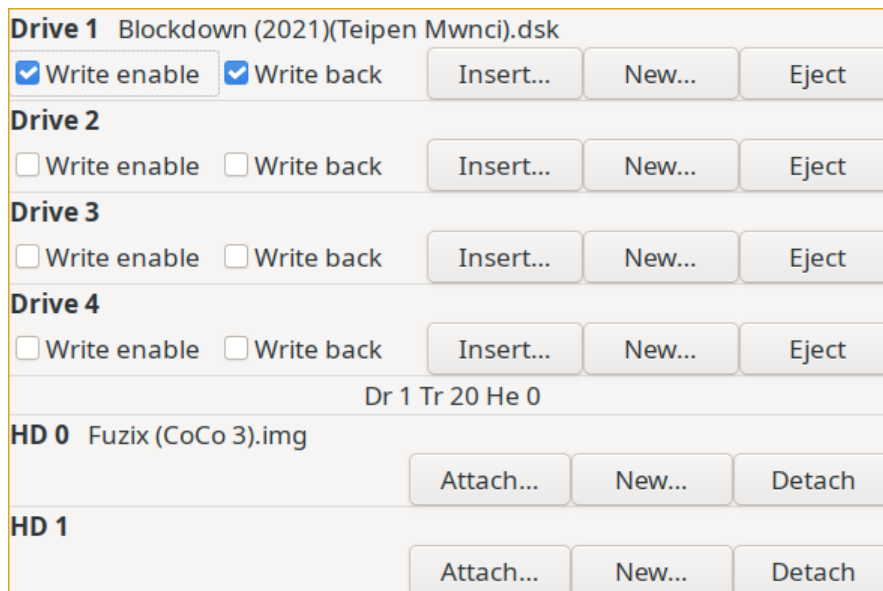 Drive 1 Blockdown (2021)(Teipen Mwnci).dsk
Write enable Write back Insert... New... Eject
Drive 2
Write enable Write back Insert... New... Eject
Drive 3
Write enable Write back Insert... New... Eject
Drive 4
Write enable Write back Insert... New... Eject
Dr 1 Tr 20 He 0
HD 0 Fuzix (CoCo 3).img
Attach... New... Detach
HD 1
Attach... New... Detach